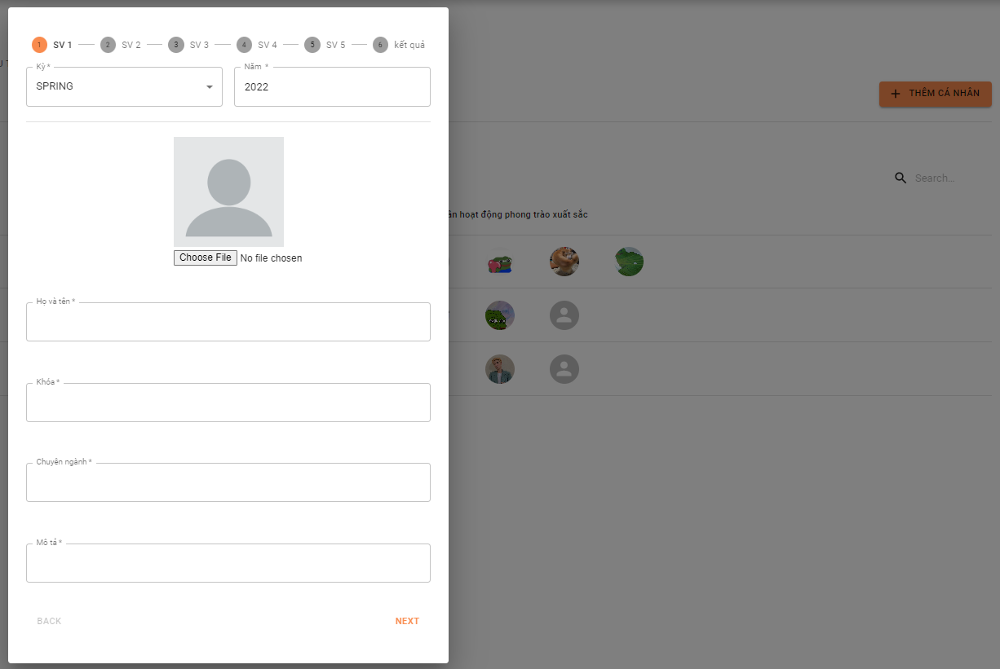 1 SV 1 2 SV 2 3 SV 3 4 SV 4 5 SV 5 6 kết quả
Kỳ * Năm *
SPRING 2022
THÊM CÁ NHÂN
Choose File No file chosen
Search...
hoạt động phong trào xuất sắc
Họ và tên *
Khóa *
Chuyên ngành *
Mô tả *
BACK NEXT